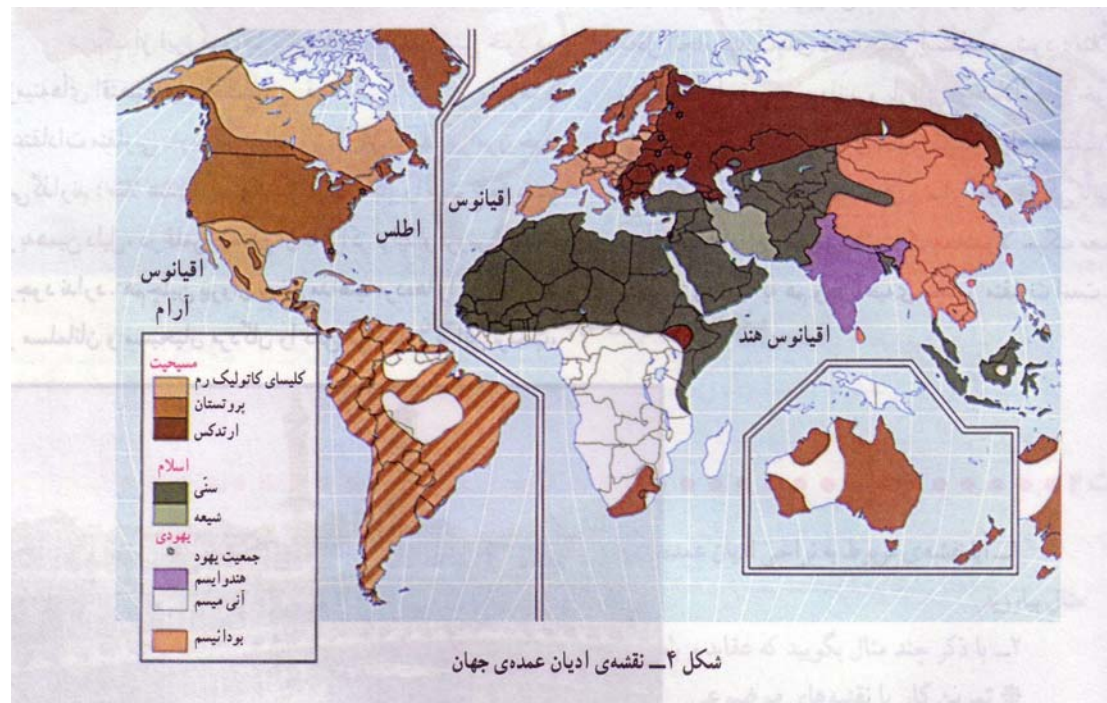 اقیانوس
اطلس
اقیانوس
آرام
اقیانوس هند
مسیحیت
کلیسای کاتولیک رم
پروتستان
ارتدکس
اسلام
سنّی
شیعه
یهودی
جمعیت یهود
هندوایسم
آنی میسم
بودائیسم
شکل ۲ــ نقشه‌ی ادیان عمده‌ی جهان